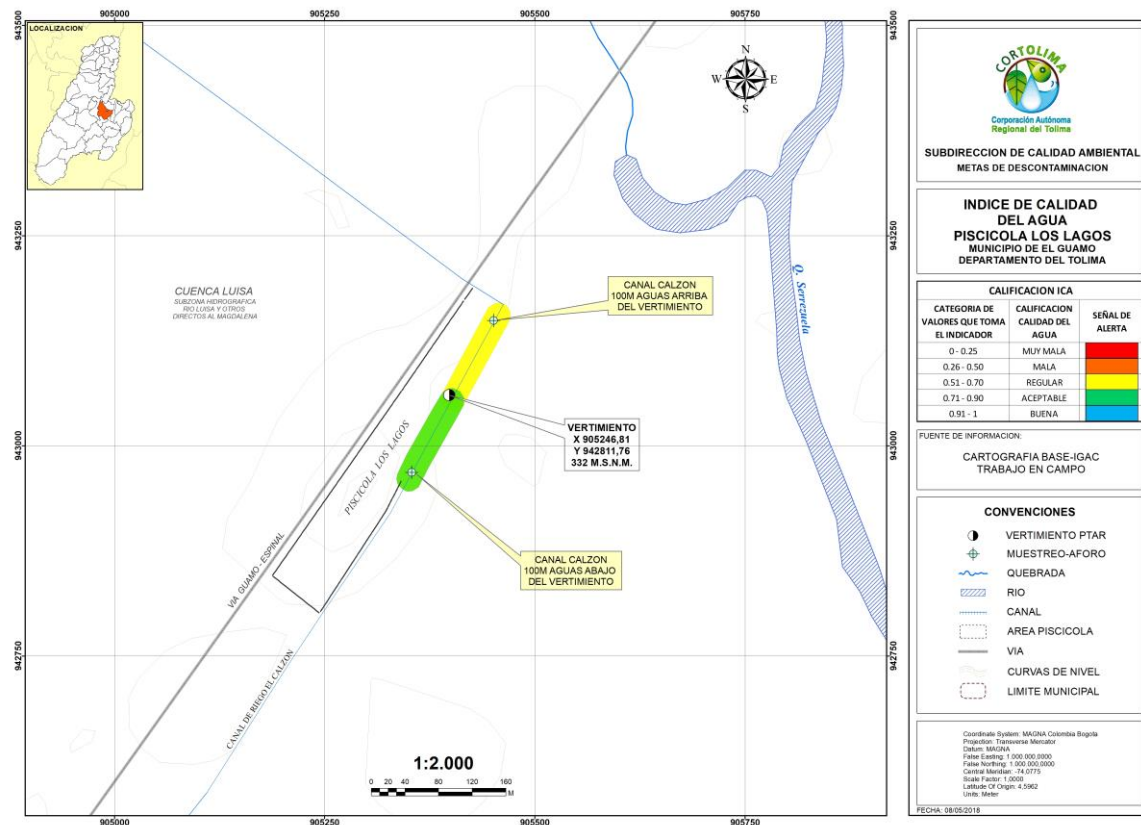 905000
905250
905500
905750
943500
943250
943000
942750
943500
943250
943000
942750
905000
905250
905500
905750
LOCALIZACION
N
W
E
S
CUENCA LUISA
SUBZONA HIDROGRAFICA
RIO LUISA Y OTROS
DIRECTOS AL MAGDALENA
CANAL CALZON
100M AGUAS ARRIBA
DEL VERTIMIENTO
Q. Serrezuela
VERTIMIENTO
X 905246,81
Y 942811,76
332 M.S.N.M.
PISCICOLA LOS LAGOS
CANAL CALZON
100M AGUAS ABAJO
DEL VERTIMIENTO
VIA GUAMO - ESPINAL
CANAL DE RIEGO EL CALZON
1:2.000
0 20 40 80 120 160
M
CORTOLIMA
Corporación Autónoma
Regional del Tolima
SUBDIRECCION DE CALIDAD AMBIENTAL
METAS DE DESCONTAMINACION
INDICE DE CALIDAD
DEL AGUA
PISCICOLA LOS LAGOS
MUNICIPIO DE EL GUAMO
DEPARTAMENTO DEL TOLIMA
CALIFICACION ICA
CATEGORIA DE VALORES QUE TOMA EL INDICADOR
CALIFICACION CALIDAD DEL AGUA
SEÑAL DE ALERTA
0 - 0.25 MUY MALA
0.26 - 0.50 MALA
0.51 - 0.70 REGULAR
0.71 - 0.90 ACEPTABLE
0.91 - 1 BUENA
FUENTE DE INFORMACION:
CARTOGRAFIA BASE-IGAC
TRABAJO EN CAMPO
CONVENCIONES
VERTIMIENTO PTAR
MUESTREO-AFORO
QUEBRADA
RIO
CANAL
AREA PISCICOLA
VIA
CURVAS DE NIVEL
LIMITE MUNICIPAL
Coordinate System: MAGNA Colombia Bogota
Projection: Transverse Mercator
Datum: MAGNA
False Easting: 1.000.000,0000
False Northing: 1.000.000,0000
Central Meridian: -74,0775
Scale Factor: 1,0000
Latitude Of Origin: 4,5962
Units: Meter
FECHA: 08/05/2018